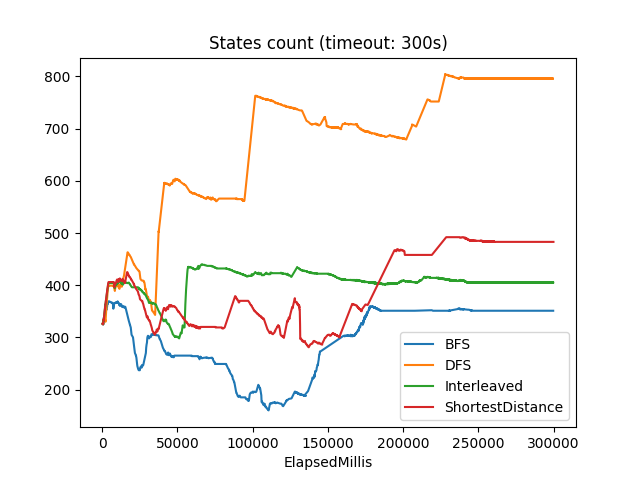 States count (timeout: 300s)
800
700
600
500
400
300
200
BFS
DFS
Interleaved
ShortestDistance
0 50000 100000 150000 200000 250000 300000
ElapsedMillis